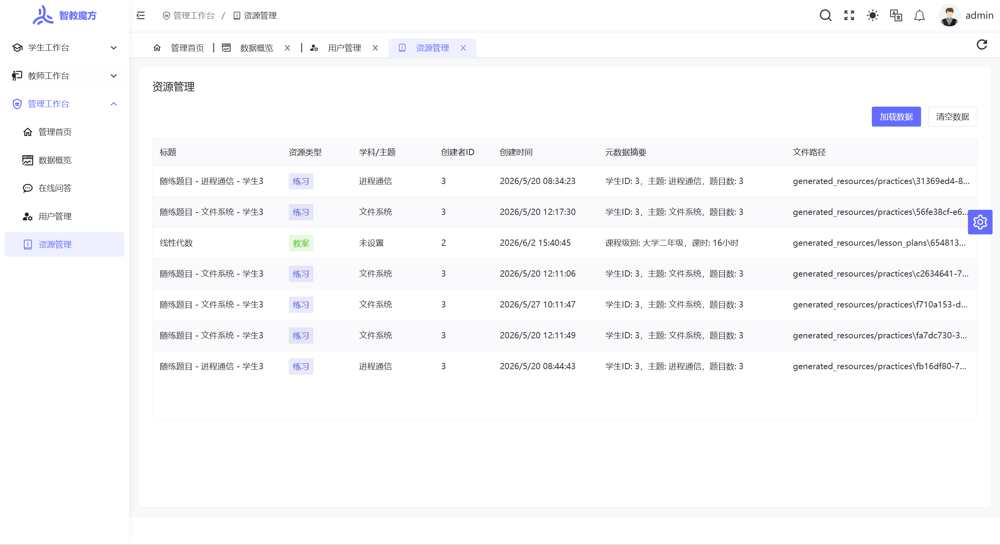 智教魔方
管理工作台 / 资源管理
admin
学生工作台
教师工作台
管理工作台
管理首页
数据概览
在线问答
用户管理
资源管理
管理首页 数据概览 用户管理 资源管理
资源管理
加载数据 清空数据
标题 资源类型 学科/主题 创建者ID 创建时间 元数据摘要 文件路径
随练题目 - 进程通信 - 学生3 练习 进程通信 3 2026/5/20 08:34:23 学生ID: 3，主题: 进程通信，题目数: 3 generated_resources/practices\31369ed4-8...
随练题目 - 文件系统 - 学生3 练习 文件系统 3 2026/5/20 12:17:30 学生ID: 3，主题: 文件系统，题目数: 3 generated_resources/practices\56fe38cf-e6...
线性代数 教案 未设置 2 2026/6/2 15:40:45 课程级别: 大学二年级，课时: 16小时 generated_resources/lesson_plans\654813...
随练题目 - 文件系统 - 学生3 练习 文件系统 3 2026/5/20 12:11:06 学生ID: 3，主题: 文件系统，题目数: 3 generated_resources/practices\c2634641-7...
随练题目 - 文件系统 - 学生3 练习 文件系统 3 2026/5/27 10:11:47 学生ID: 3，主题: 文件系统，题目数: 3 generated_resources/practices\f710a153-d...
随练题目 - 文件系统 - 学生3 练习 文件系统 3 2026/5/20 12:11:49 学生ID: 3，主题: 文件系统，题目数: 3 generated_resources/practices\fa7dc730-3...
随练题目 - 进程通信 - 学生3 练习 进程通信 3 2026/5/20 08:44:43 学生ID: 3，主题: 进程通信，题目数: 3 generated_resources/practices\fb16df80-7...